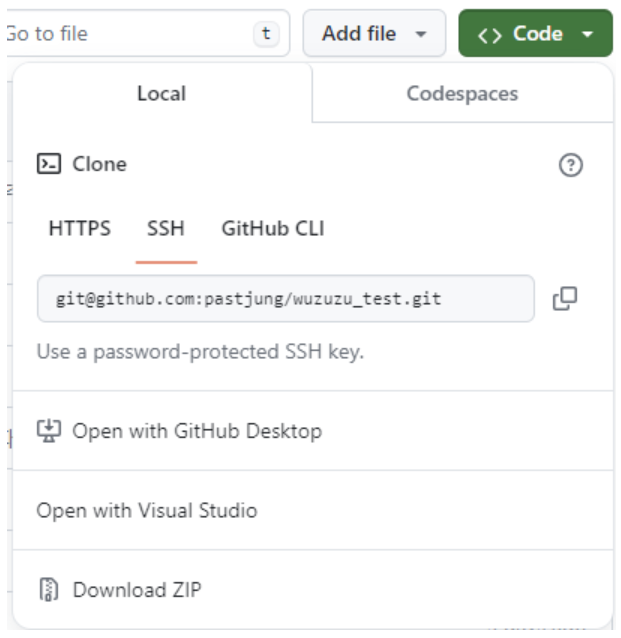 Go to file t Add file <> Code
Local Codespaces
Clone
HTTPS SSH GitHub CLI
git@github.com:pastjung/wuzuzu_test.git
Use a password-protected SSH key.
Open with GitHub Desktop
Open with Visual Studio
Download ZIP